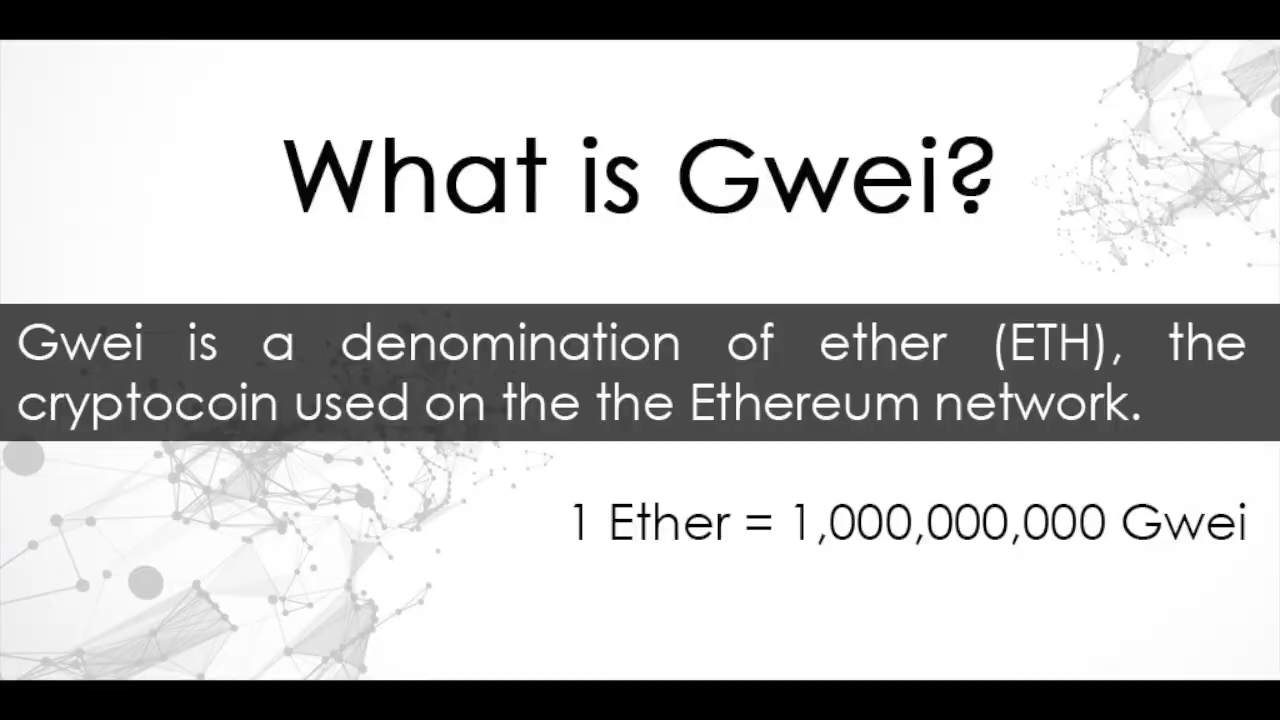 What is Gwei?
Gwei is a denomination of ether (ETH), the
cryptocoin used on the the Ethereum network.
1 Ether = 1,000,000,000 Gwei